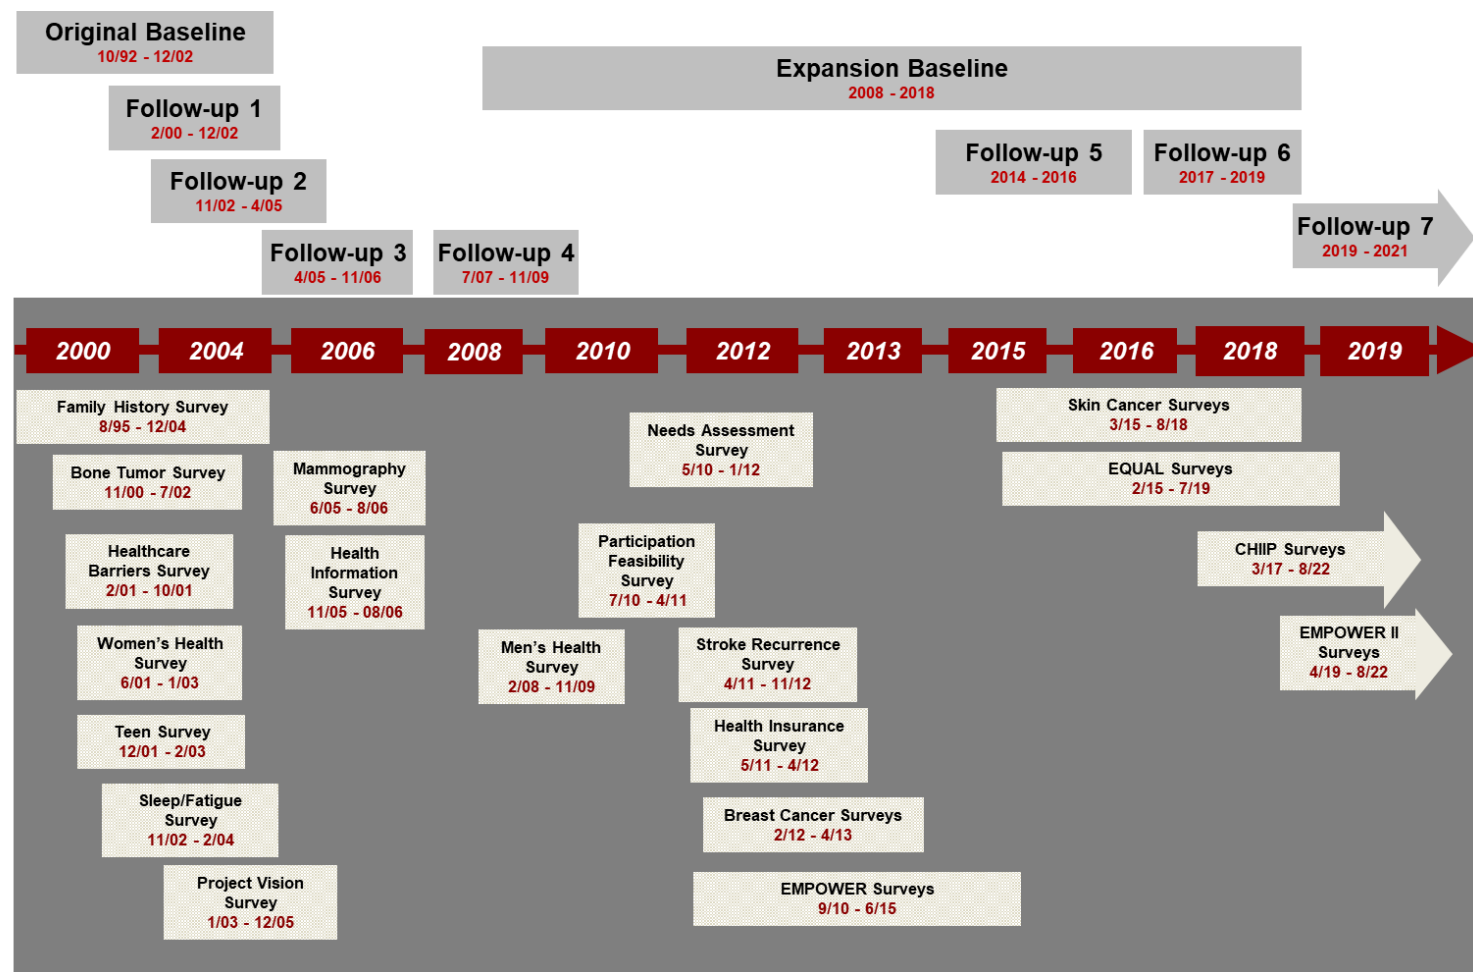 Original Baseline
10/92 - 12/02
Follow-up 1
2/00 - 12/02
Follow-up 2
11/02 - 4/05
Follow-up 3
4/05 - 11/06
Follow-up 4
7/07 - 11/09
Expansion Baseline
2008 - 2018
Follow-up 5
2014 - 2016
Follow-up 6
2017 - 2019
Follow-up 7
2019 - 2021
2000
2004
2006
2008
2010
2012
2013
2015
2016
2018
2019
Family History Survey
8/95 - 12/04
Bone Tumor Survey
11/00 - 7/02
Healthcare
Barriers Survey
2/01 - 10/01
Women's Health
Survey
6/01 - 1/03
Teen Survey
12/01 - 2/03
Sleep/Fatigue
Survey
11/02 - 2/04
Project Vision
Survey
1/03 - 12/05
Mammography
Survey
6/05 - 8/06
Health
Information
Survey
11/05 - 08/06
Men's Health
Survey
2/08 - 11/09
Needs Assessment
Survey
5/10 - 1/12
Participation
Feasibility
Survey
7/10 - 4/11
Stroke Recurrence
Survey
4/11 - 11/12
Health Insurance
Survey
5/11 - 4/12
Breast Cancer Surveys
2/12 - 4/13
EMPOWER Surveys
9/10 - 6/15
Skin Cancer Surveys
3/15 - 8/18
EQUAL Surveys
2/15 - 7/19
CHIIP Surveys
3/17 - 8/22
EMPOWER II
Surveys
4/19 - 8/22